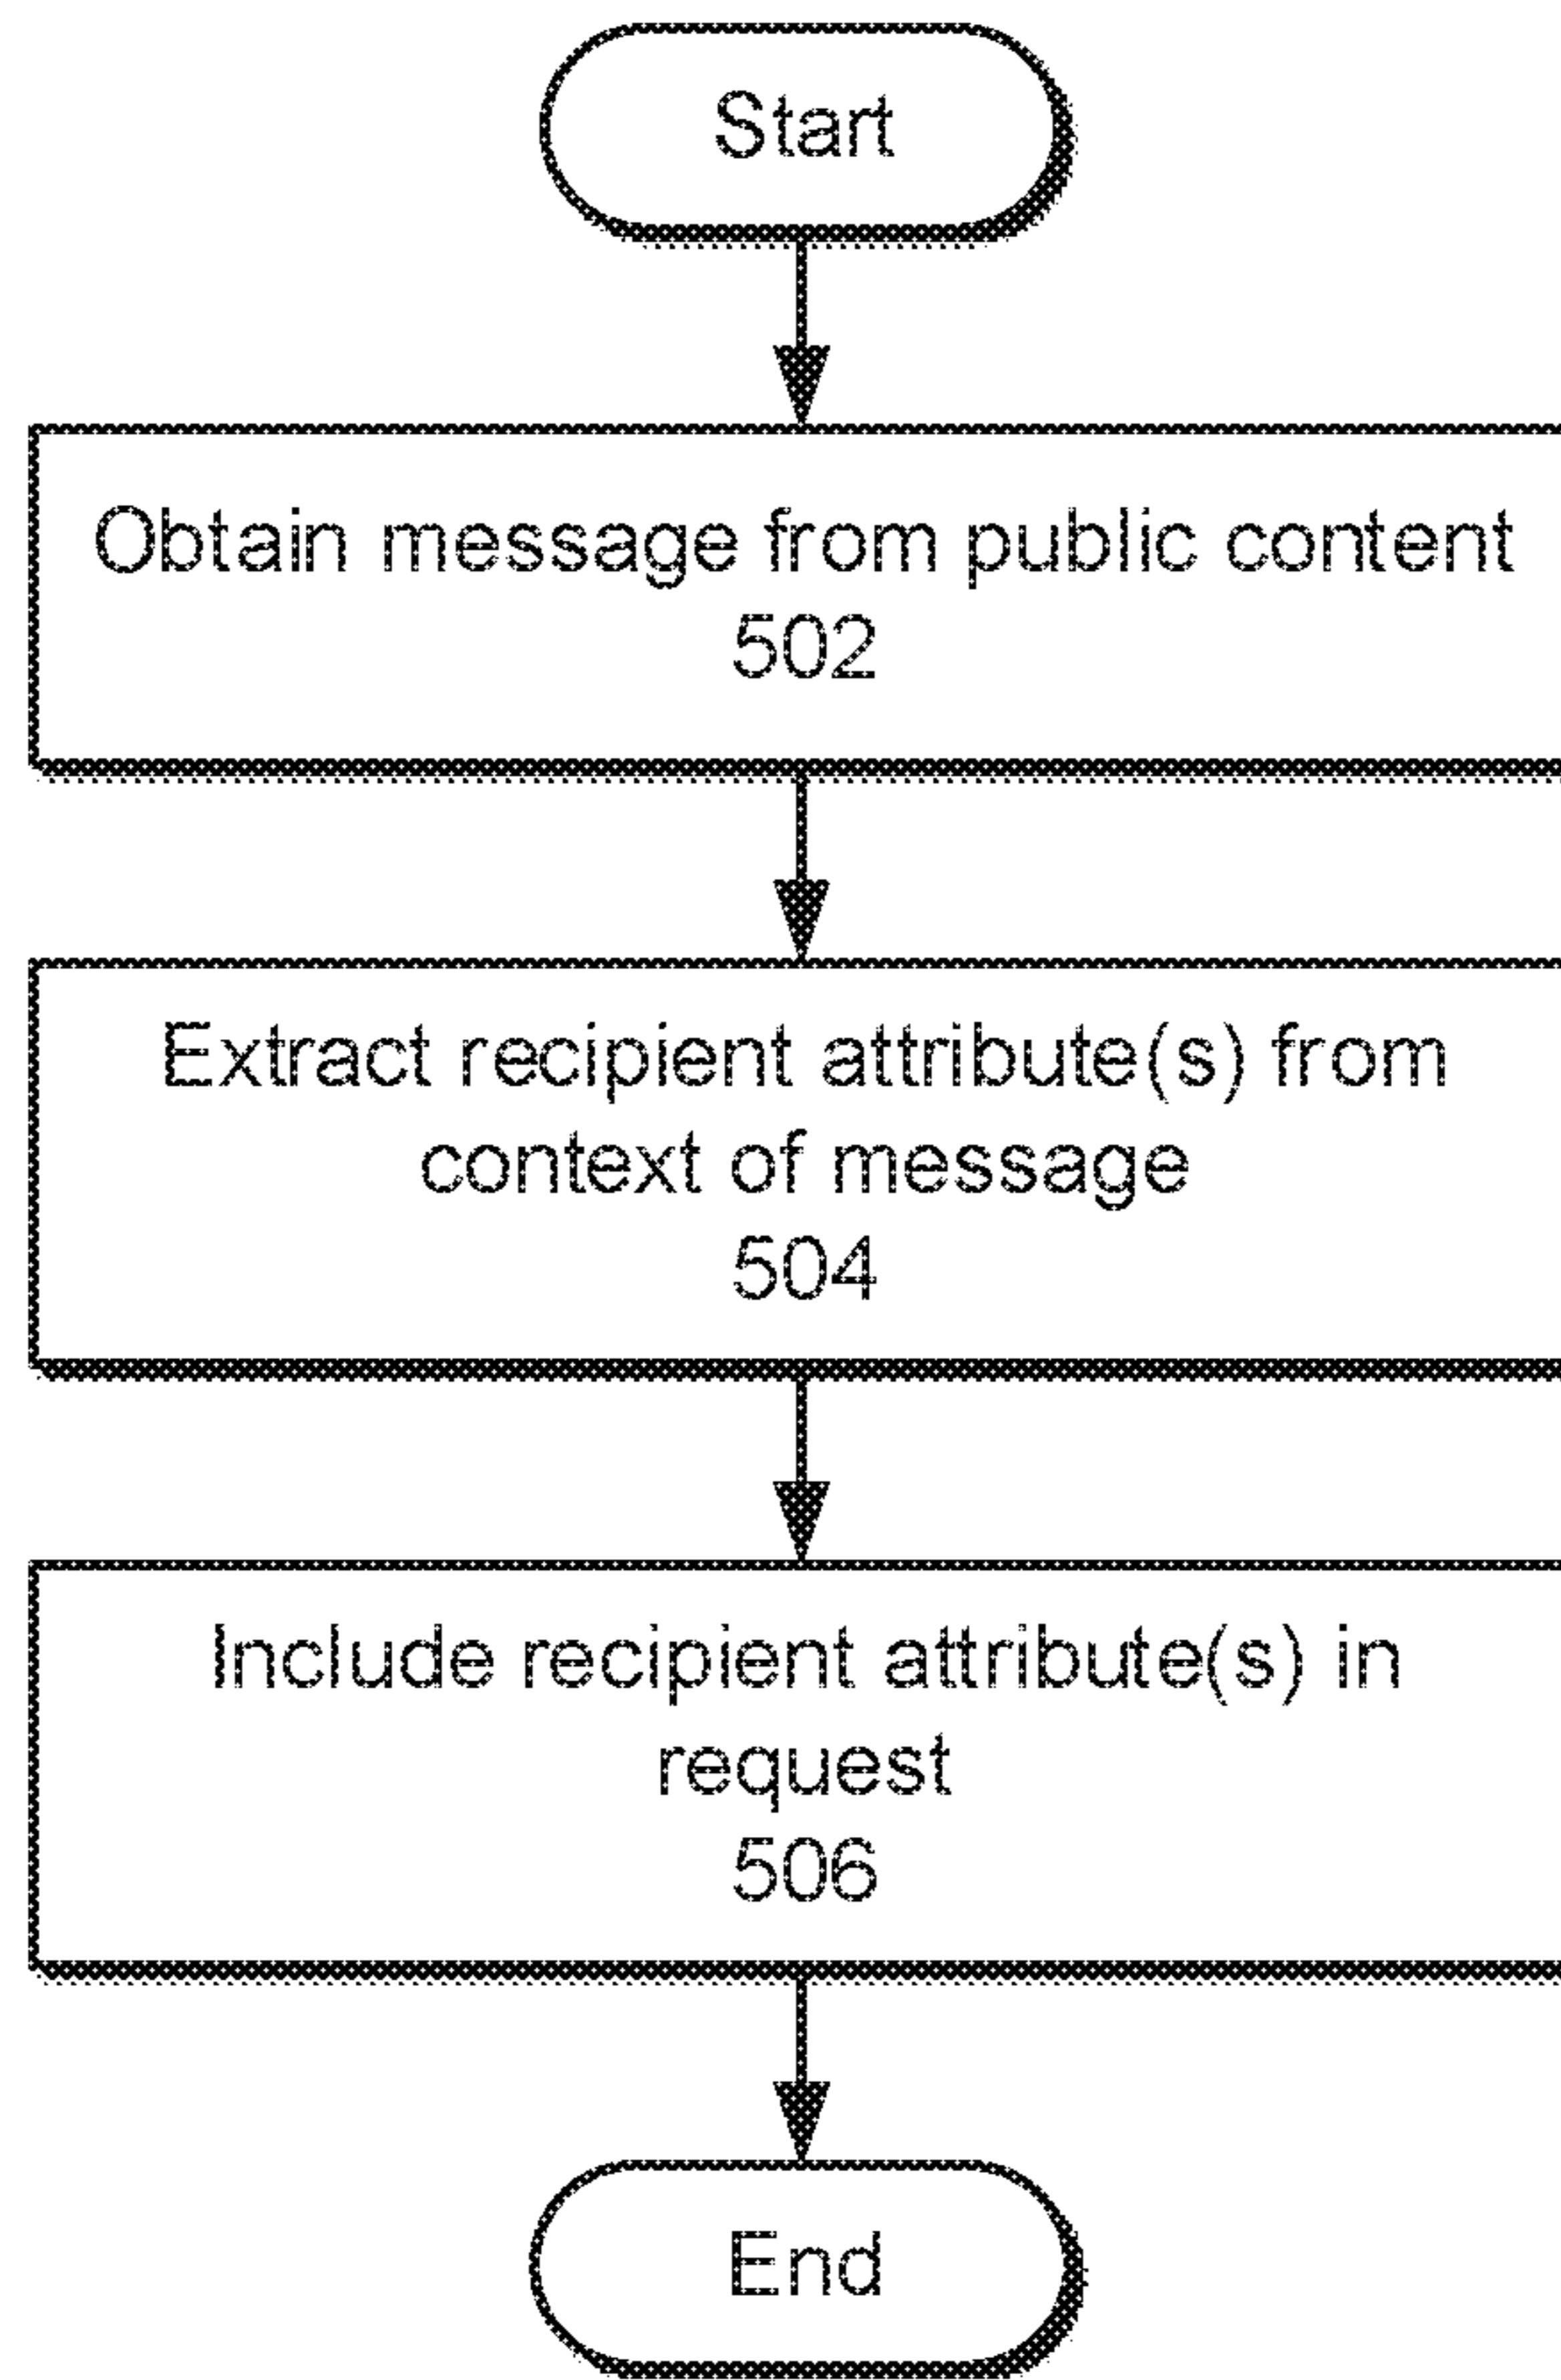 Start
Obtain message from public content
502
Extract recipient attribute(s) from
context of message
504
Include recipient attribute(s) in
request
506
End